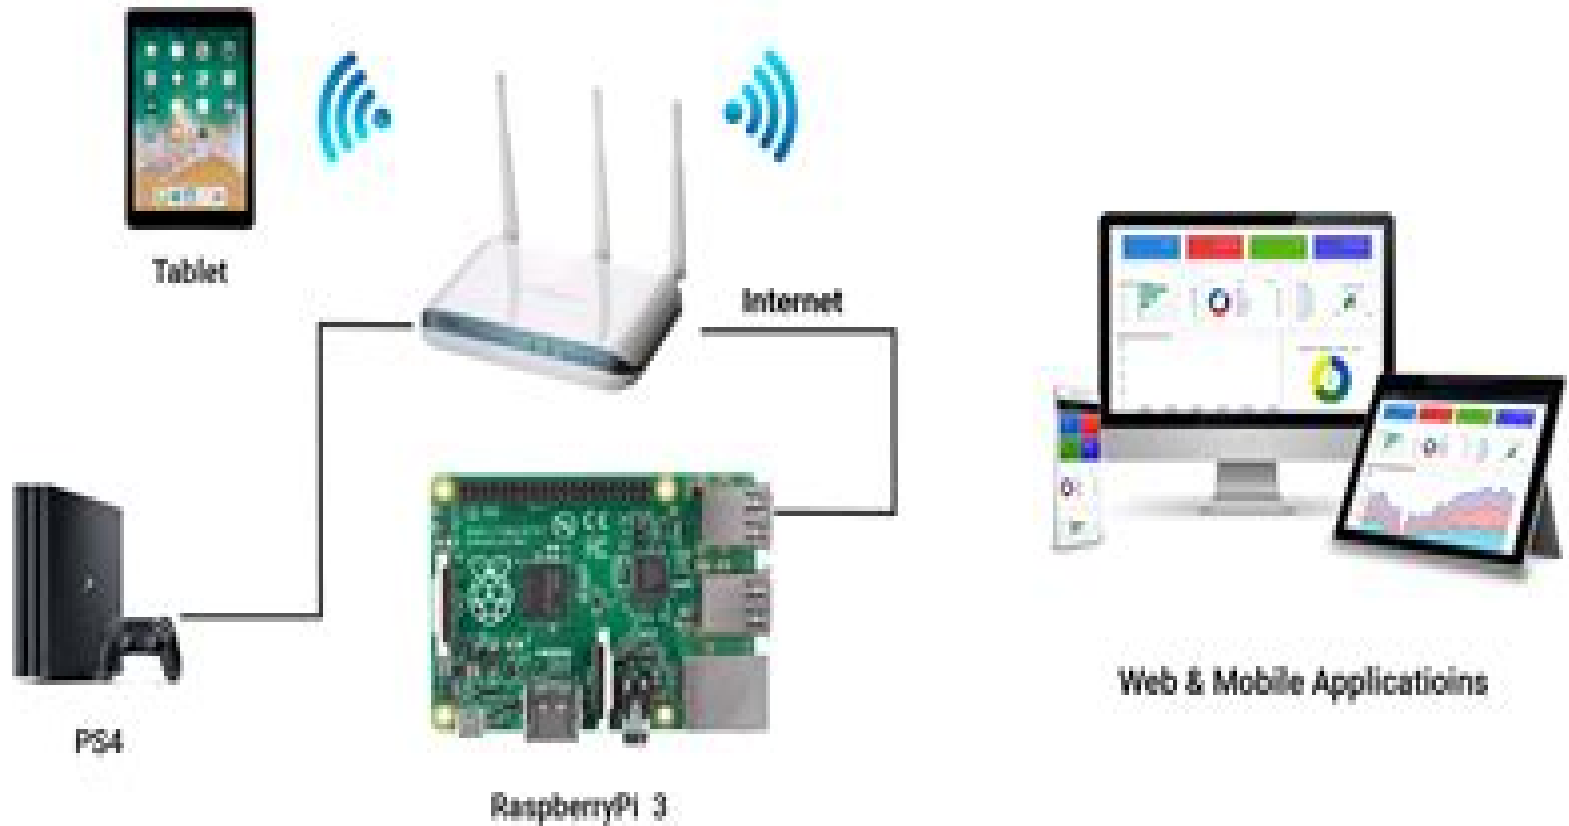 Tablet
Internet
PS4
RaspberryPi 3
Web & Mobile Applicatioins